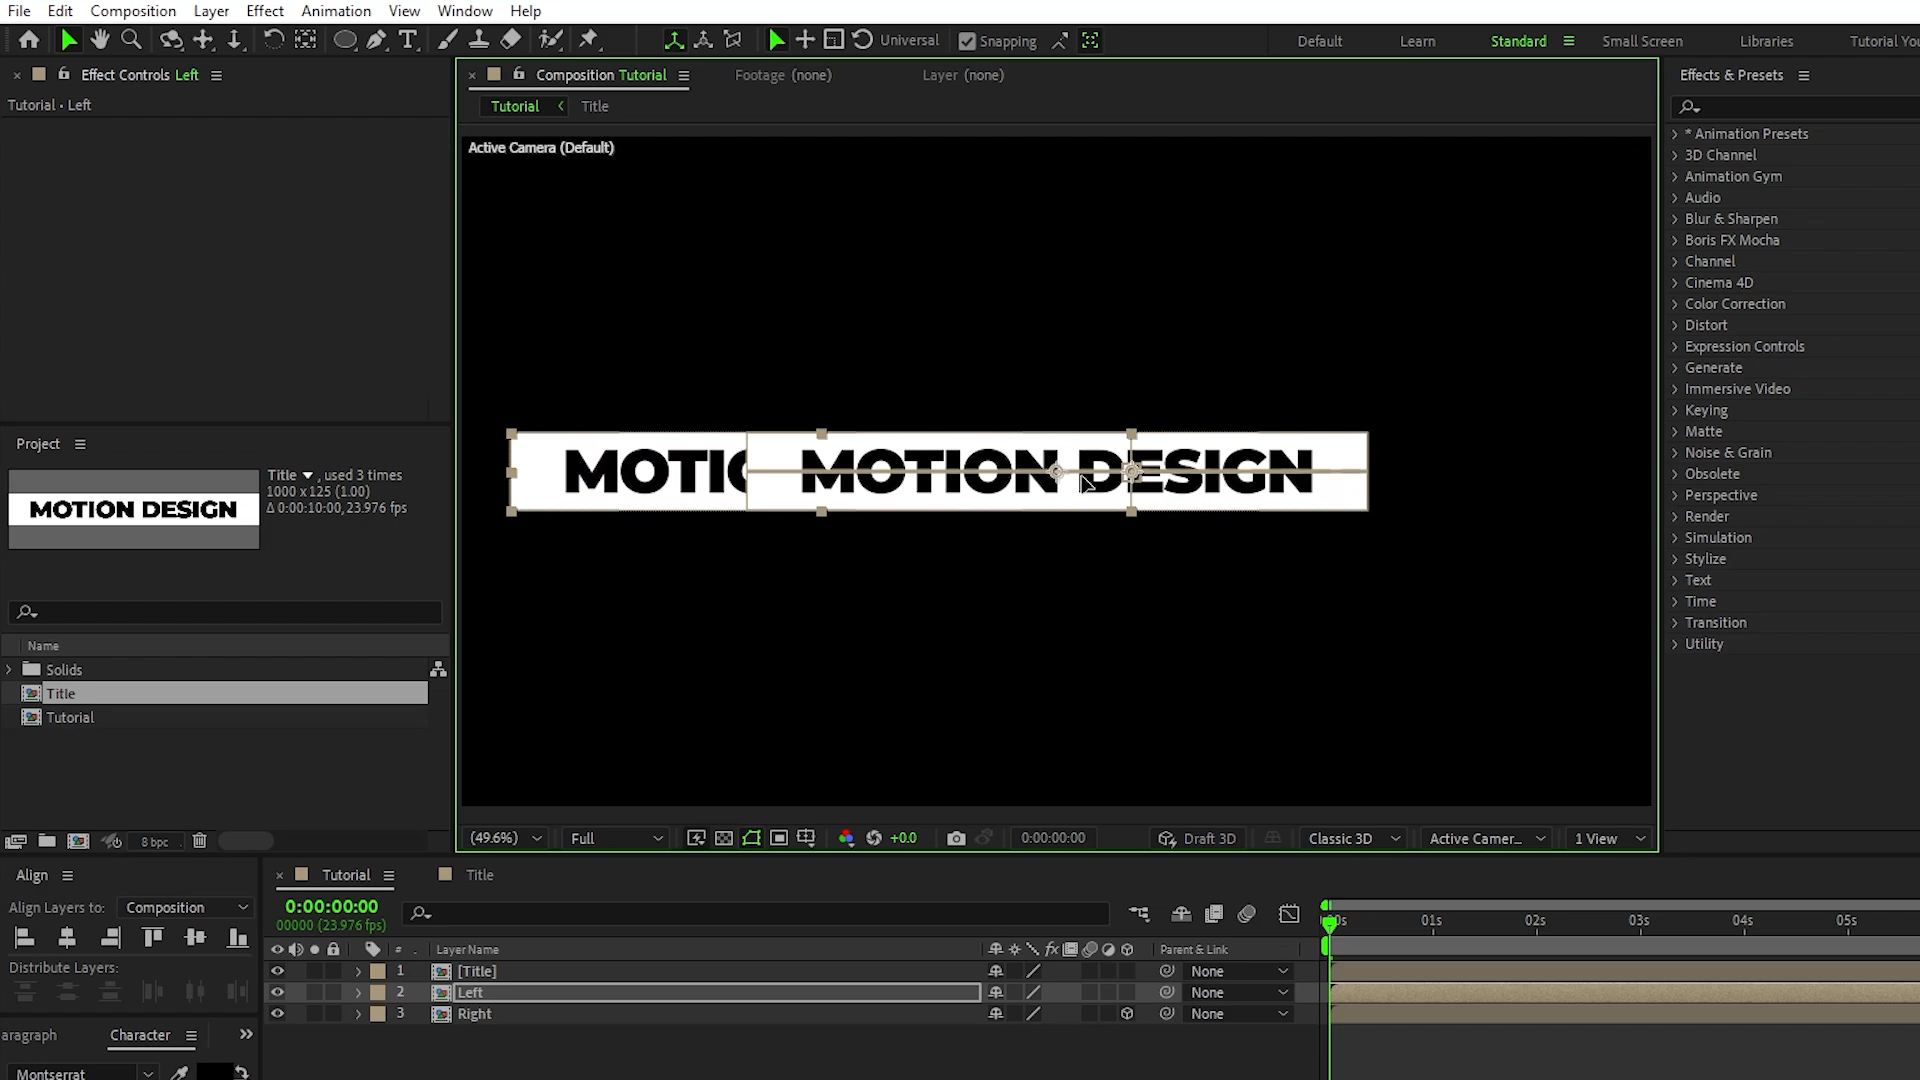 File Edit Composition Layer Effect Animation View Window Help
Universal Snapping Default Learn Standard Small Screen Libraries Tutorial You
Effect Controls Left
Tutorial • Left
Composition Tutorial Footage (none) Layer (none)
Tutorial Title
Active Camera (Default)
MOTIO MOTION DESIGN
(49.6%) Full +0.0 0:00:00:00 Draft 3D Classic 3D Active Camer... 1 View
Effects & Presets
* Animation Presets
3D Channel
Animation Gym
Audio
Blur & Sharpen
Boris FX Mocha
Channel
Cinema 4D
Color Correction
Distort
Expression Controls
Generate
Immersive Video
Keying
Matte
Noise & Grain
Obsolete
Perspective
Render
Simulation
Stylize
Text
Time
Transition
Utility
Project
Title , used 3 times
1000 x 125 (1.00)
Δ 0:00:10:00, 23.976 fps
MOTION DESIGN
Name
Solids
Title
Tutorial
8 bpc
Align
Align Layers to: Composition
Distribute Layers:
aragraph Character
Montserrat
Tutorial Title
0:00:00:00
00000 (23.976 fps)
# Layer Name fx Parent & Link
1 [Title] None
2 Left None
3 Right None
00s 01s 02s 03s 04s 05s